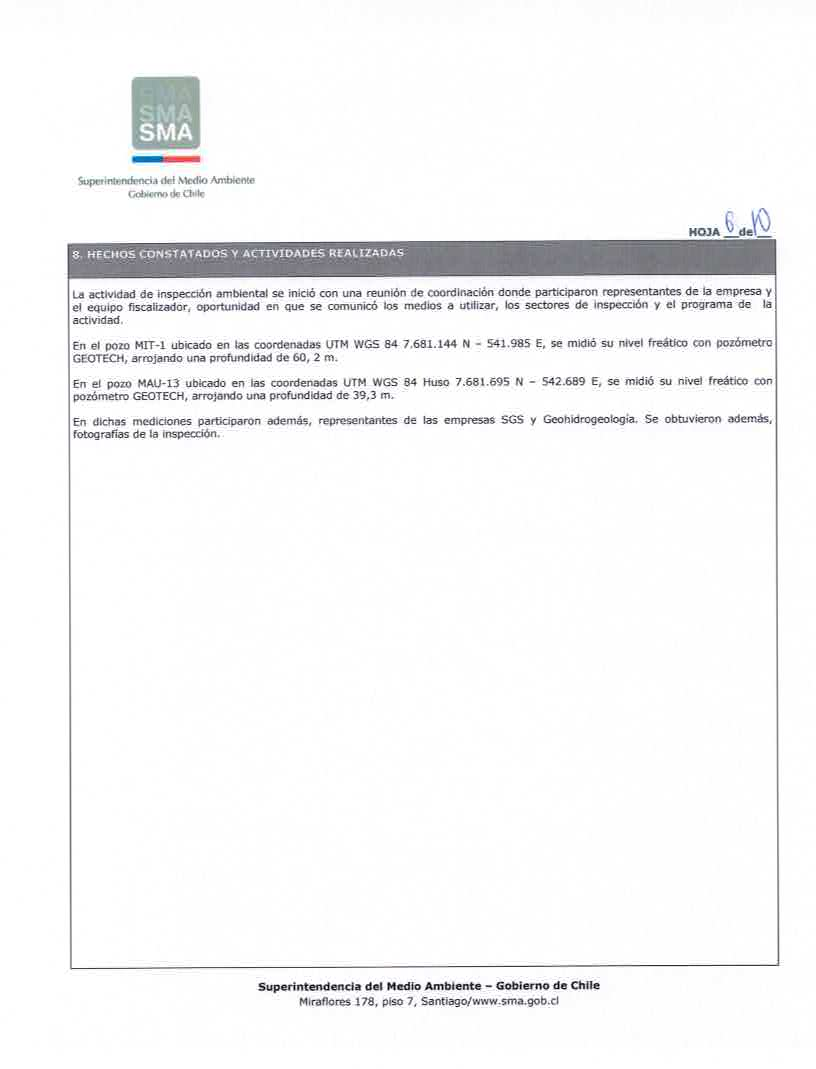 SMA
SMA
SMA
Superintendencia del Medio Ambiente
Gobierno de Chile
HOJA 6 de 10
8. HECHOS CONSTATADOS Y ACTIVIDADES REALIZADAS
La actividad de inspección ambiental se inició con una reunión de coordinación donde participaron representantes de la empresa y
el equipo fiscalizador, oportunidad en que se comunicó los medios a utilizar, los sectores de inspección y el programa de la
actividad.
En el pozo MIT-1 ubicado en las coordenadas UTM WGS 84 7.681.144 N – 541.985 E, se midió su nivel freático con pozómetro
GEOTECH, arrojando una profundidad de 60, 2 m.
En el pozo MAU-13 ubicado en las coordenadas UTM WGS 84 Huso 7.681.695 N – 542.689 E, se midió su nivel freático con
pozómetro GEOTECH, arrojando una profundidad de 39,3 m.
En dichas mediciones participaron además, representantes de las empresas SGS y Geohidrogeología. Se obtuvieron además,
fotografías de la inspección.
Superintendencia del Medio Ambiente – Gobierno de Chile
Miraflores 178, piso 7, Santiago/www.sma.gob.cl